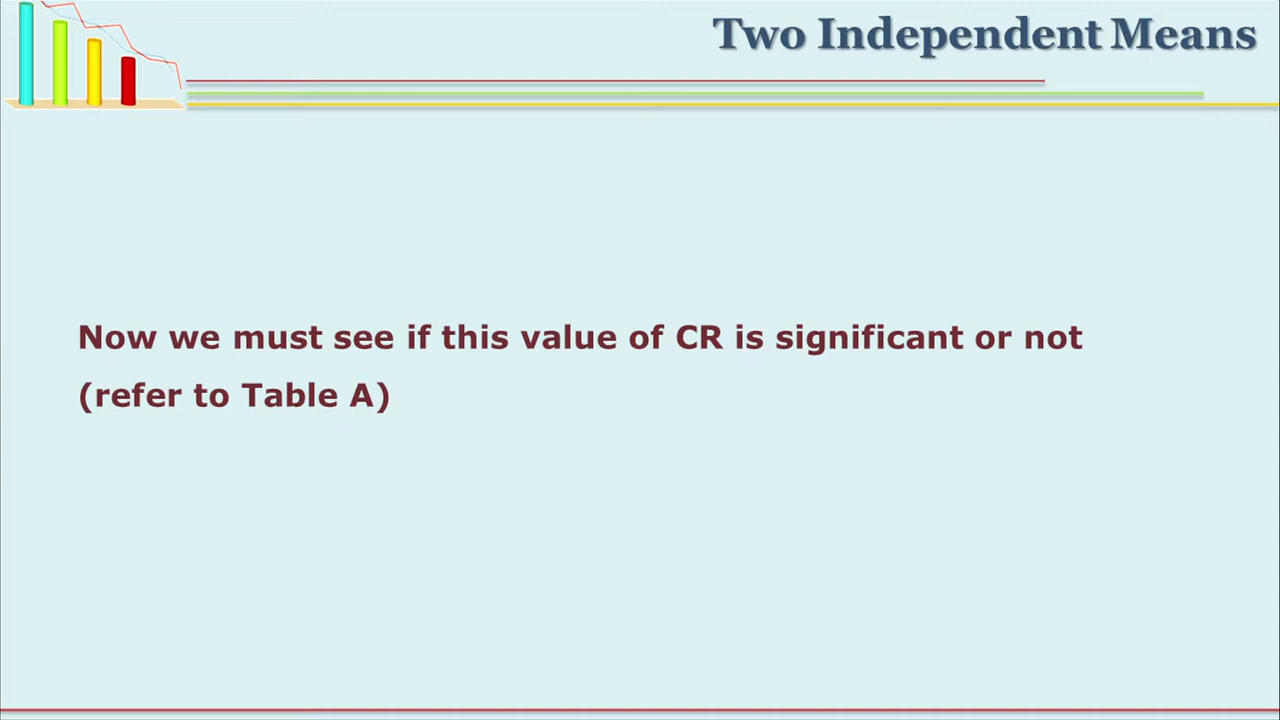 Two Independent Means
Now we must see if this value of CR is significant or not
(refer to Table A)